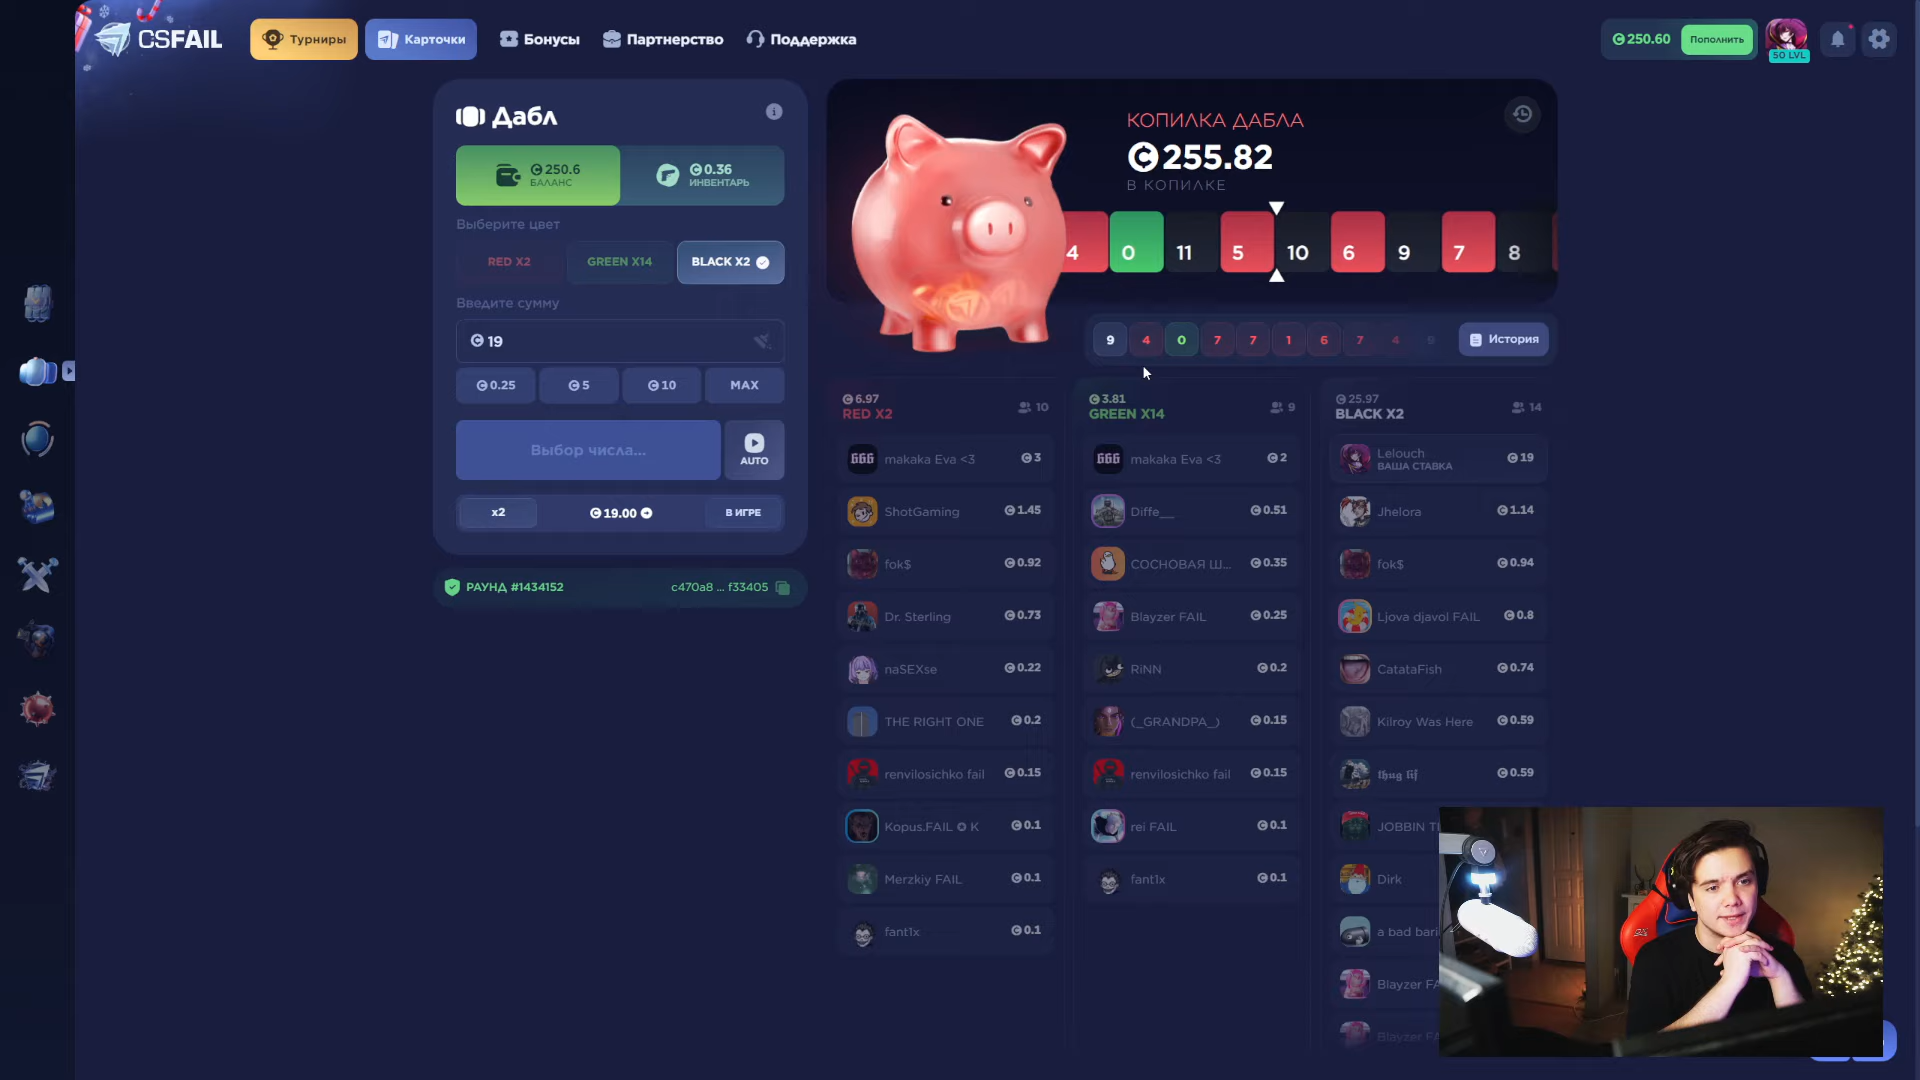 CSFAIL
Турниры
Карточки
Бонусы
Партнерство
Поддержка
250.60
Пополнить
50 LVL
Дабл
250.6
БАЛАНС
0.36
ИНВЕНТАРЬ
Выберите цвет
RED X2
GREEN X14
BLACK X2
Введите сумму
19
0.25
5
10
MAX
Выбор числа...
AUTO
x2
19.00
В ИГРЕ
РАУНД #1434152
c470a8 ... f33405
КОПИЛКА ДАБЛА
255.82
В КОПИЛКЕ
4 0 11 5 10 6 9 7 8
9 4 0 7 7 1 6 7 4 9
История
6.97
RED X2
10
makaka Eva <3 3
ShotGaming 1.45
fok$ 0.92
Dr. Sterling 0.73
naSEXse 0.22
THE RIGHT ONE 0.2
renvilosichko fail 0.15
Kopus.FAIL ✪ K 0.1
Merzkiy FAIL 0.1
fant1x 0.1
3.81
GREEN X14
9
makaka Eva <3 2
Diffe__ 0.51
СОСНОВАЯ Ш... 0.35
Blayzer FAIL 0.25
RiNN 0.2
(_GRANDPA_) 0.15
renvilosichko fail 0.15
rei FAIL 0.1
fant1x 0.1
25.97
BLACK X2
14
Lelouch
ВАША СТАВКА
19
Jhelora 1.14
fok$ 0.94
Ljova djavol FAIL 0.8
CatataFish 0.74
Kilroy Was Here 0.59
𝖙𝖍𝖚𝖌 𝖑𝖎𝖋 0.59
JOBBIN
Dirk
a bad bari
Blayzer FA
Blayzer F